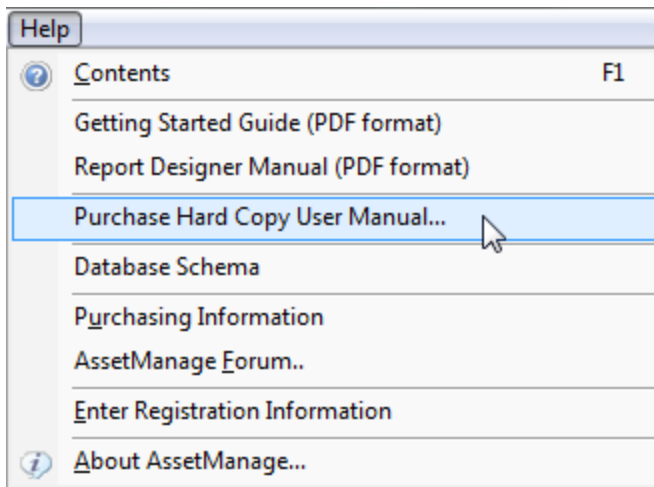 Help
Contents F1
Getting Started Guide (PDF format)
Report Designer Manual (PDF format)
Purchase Hard Copy User Manual...
Database Schema
Purchasing Information
AssetManage Forum..
Enter Registration Information
About AssetManage...